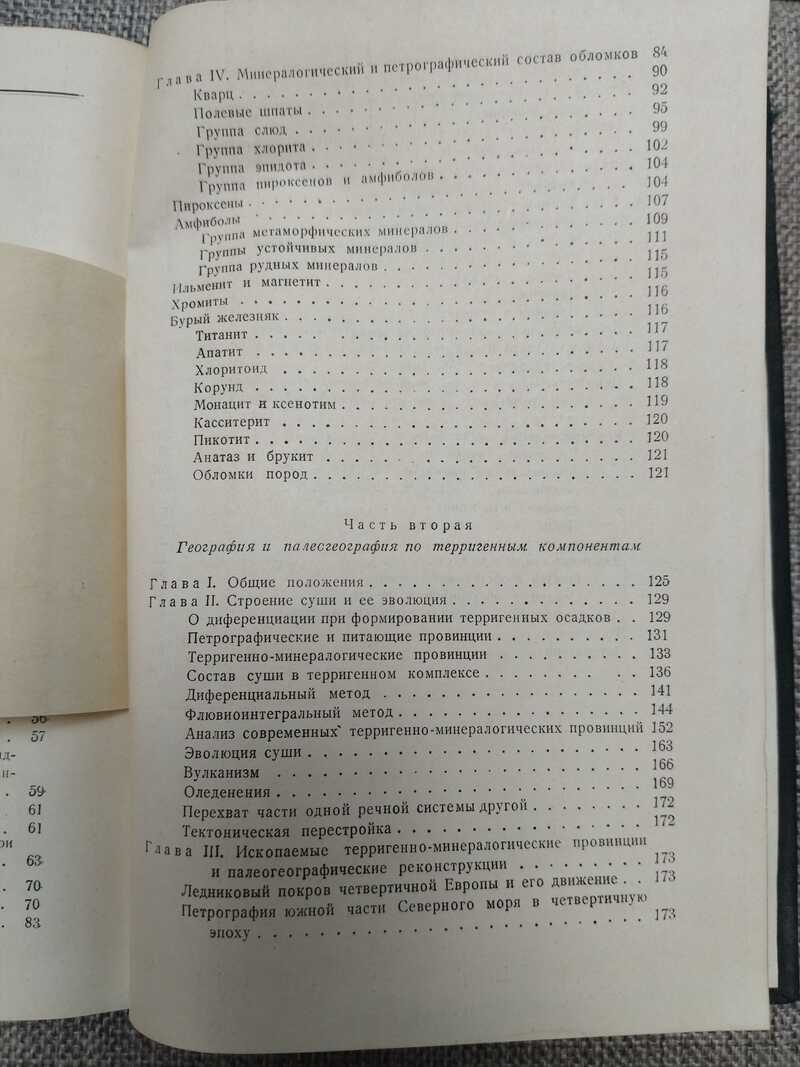 Глава IV. Минералогический и петрографический состав обломков 84
Кварц 90
Полевые шпаты 92
Группа слюд 95
Группа хлорита 99
Группа эпидота 102
Группа пироксенов и амфиболов 104
Пироксены 104
Амфиболы 107
Группа метаморфических минералов 109
Группы устойчивых минералов 111
Группа рудных минералов 115
Ильменит и магнетит 115
Хромиты 116
Бурый железняк 116
Титанит 117
Апатит 117
Хлоритоид 118
Корунд 118
Монацит и ксенотим 119
Касситерит 120
Пикотит 120
Анатаз и брукит 121
Обломки пород 121
Часть вторая
География и палесгеография по терригенным компонентам
Глава I. Общие положения 125
Глава II. Строение суши и ее эволюция 129
О диференциации при формировании терригенных осадков 129
Петрографические и питающие провинции 131
Терригенно-минералогические провинции 133
Состав суши в терригенном комплексе 136
Диференциальный метод 141
Флювиоинтегральный метод 144
Анализ современных терригенно-минералогических провинций 152
Эволюция суши 163
Вулканизм 166
Оледенения 169
Перехват части одной речной системы другой 172
Тектоническая перестройка 172
Глава III. Ископаемые терригенно-минералогические провинции
и палеогеографические реконструкции 173
Ледниковый покров четвертичной Европы и его движение 173
Петрография южной части Северного моря в четвертичную
эпоху 173
56
57
59
61
61
63
70
70
83